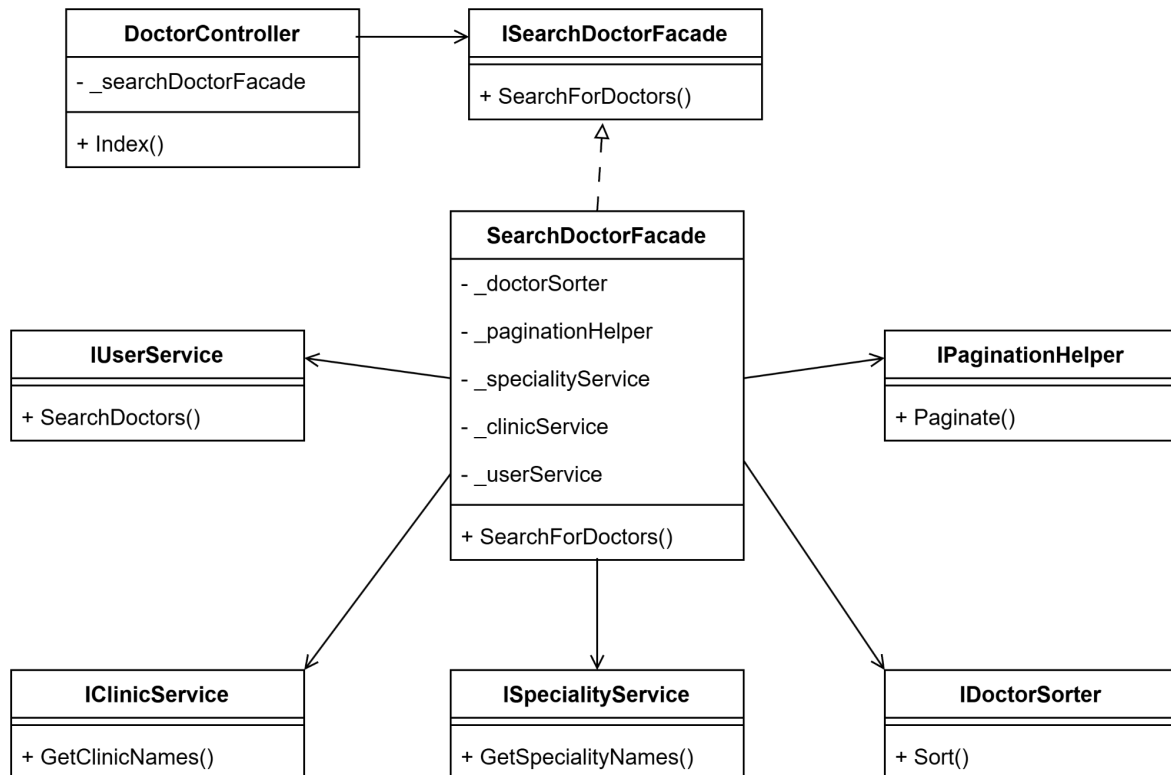 DoctorController
- _searchDoctorFacade
+ Index()
ISearchDoctorFacade
+ SearchForDoctors()
SearchDoctorFacade
- _doctorSorter
- _paginationHelper
- _specialityService
- _clinicService
- _userService
+ SearchForDoctors()
IUserService
+ SearchDoctors()
IPaginationHelper
+ Paginate()
IClinicService
+ GetClinicNames()
ISpecialityService
+ GetSpecialityNames()
IDoctorSorter
+ Sort()